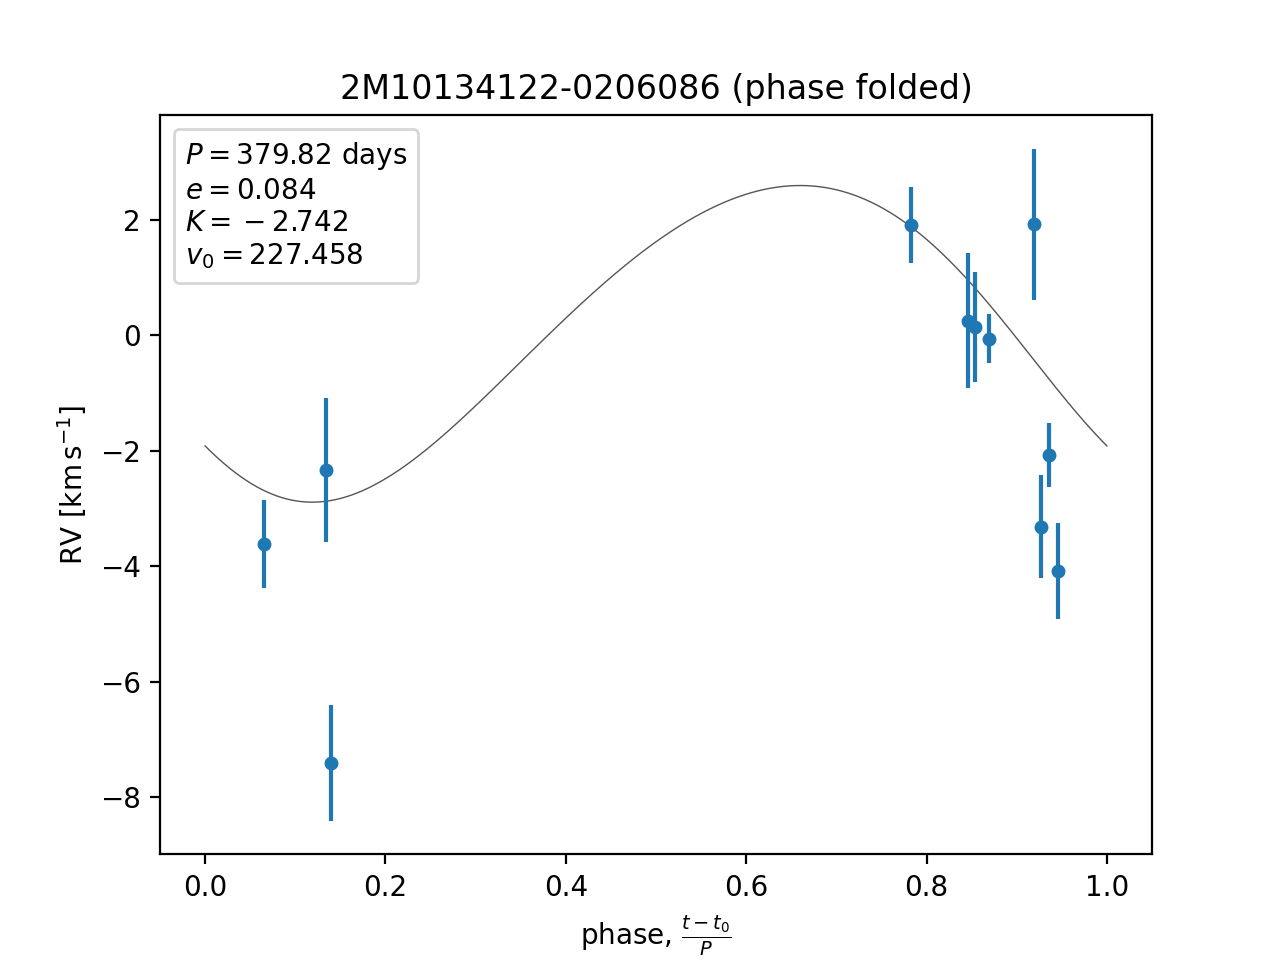 2M10134122-0206086 (phase folded)
P = 379.82 days
e = 0.084
K = −2.742
v₀ = 227.458
2
0
−2
−4
−6
−8
RV [km s⁻¹]
0.0 0.2 0.4 0.6 0.8 1.0
phase, (t − t₀)/P